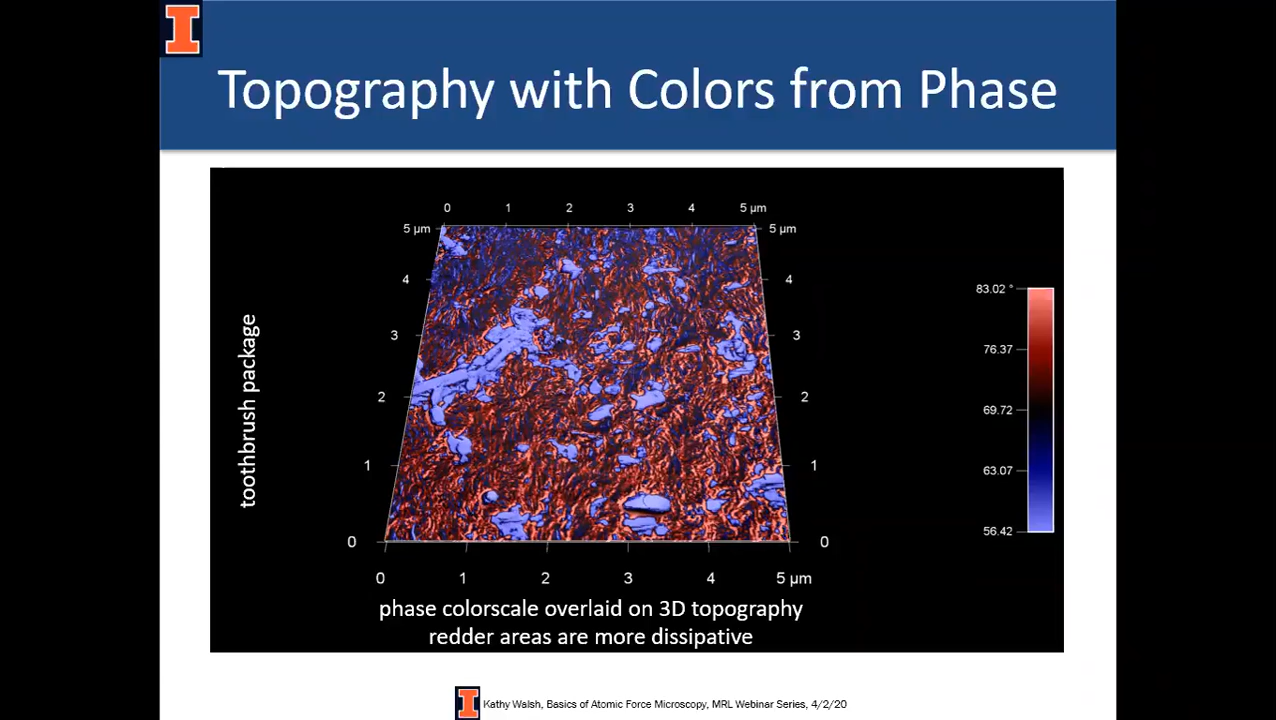 Topography with Colors from Phase
0 1 2 3 4 5 µm
5 µm 5 µm
4 4
3 3
2 2
1 1
0 0
0 1 2 3 4 5 µm
toothbrush package
83.02 °
76.37
69.72
63.07
56.42
phase colorscale overlaid on 3D topography
redder areas are more dissipative
Kathy Walsh, Basics of Atomic Force Microscopy, MRL Webinar Series, 4/2/20